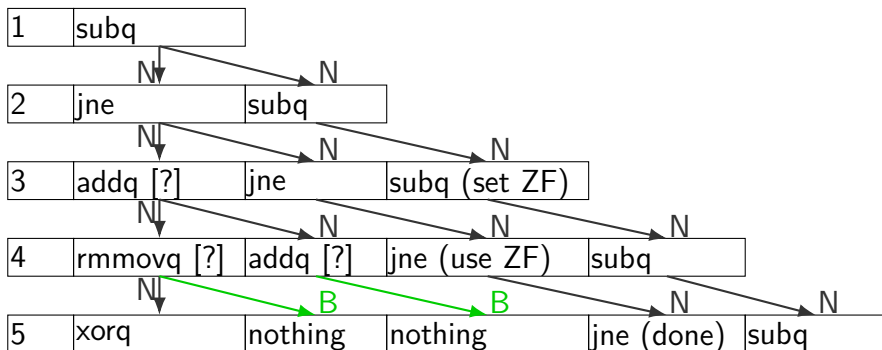 1 subq
N N
2 jne subq
N N N
3 addq [?] jne subq (set ZF)
N N N N
4 rmmovq [?] addq [?] jne (use ZF) subq
N B B N N
5 xorq nothing nothing jne (done) subq